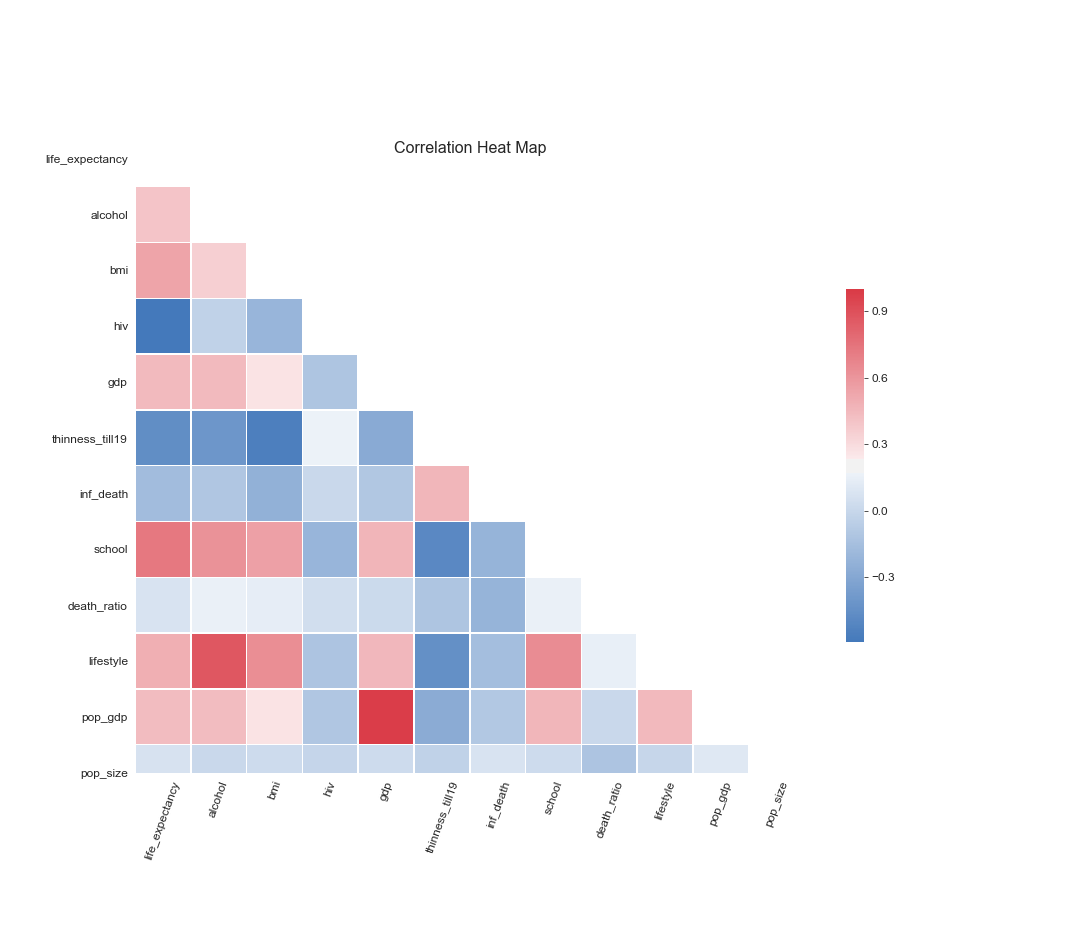 Correlation Heat Map
life_expectancy
alcohol
bmi
hiv
gdp
thinness_till19
inf_death
school
death_ratio
lifestyle
pop_gdp
pop_size
life_expectancy
alcohol
bmi
hiv
gdp
thinness_till19
inf_death
school
death_ratio
lifestyle
pop_gdp
pop_size
0.9
0.6
0.3
0.0
−0.3